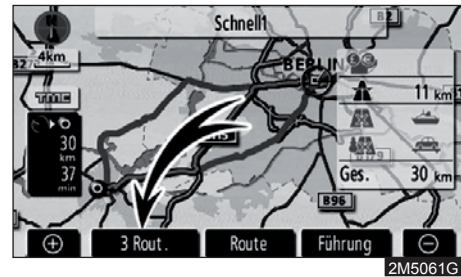 Schnell1
B2
N
4km
B27
BERLIN
TMC
11 km
30
km
37
min
Ges. 30 km
B96
3 Rout. Route Führung
2M5061G